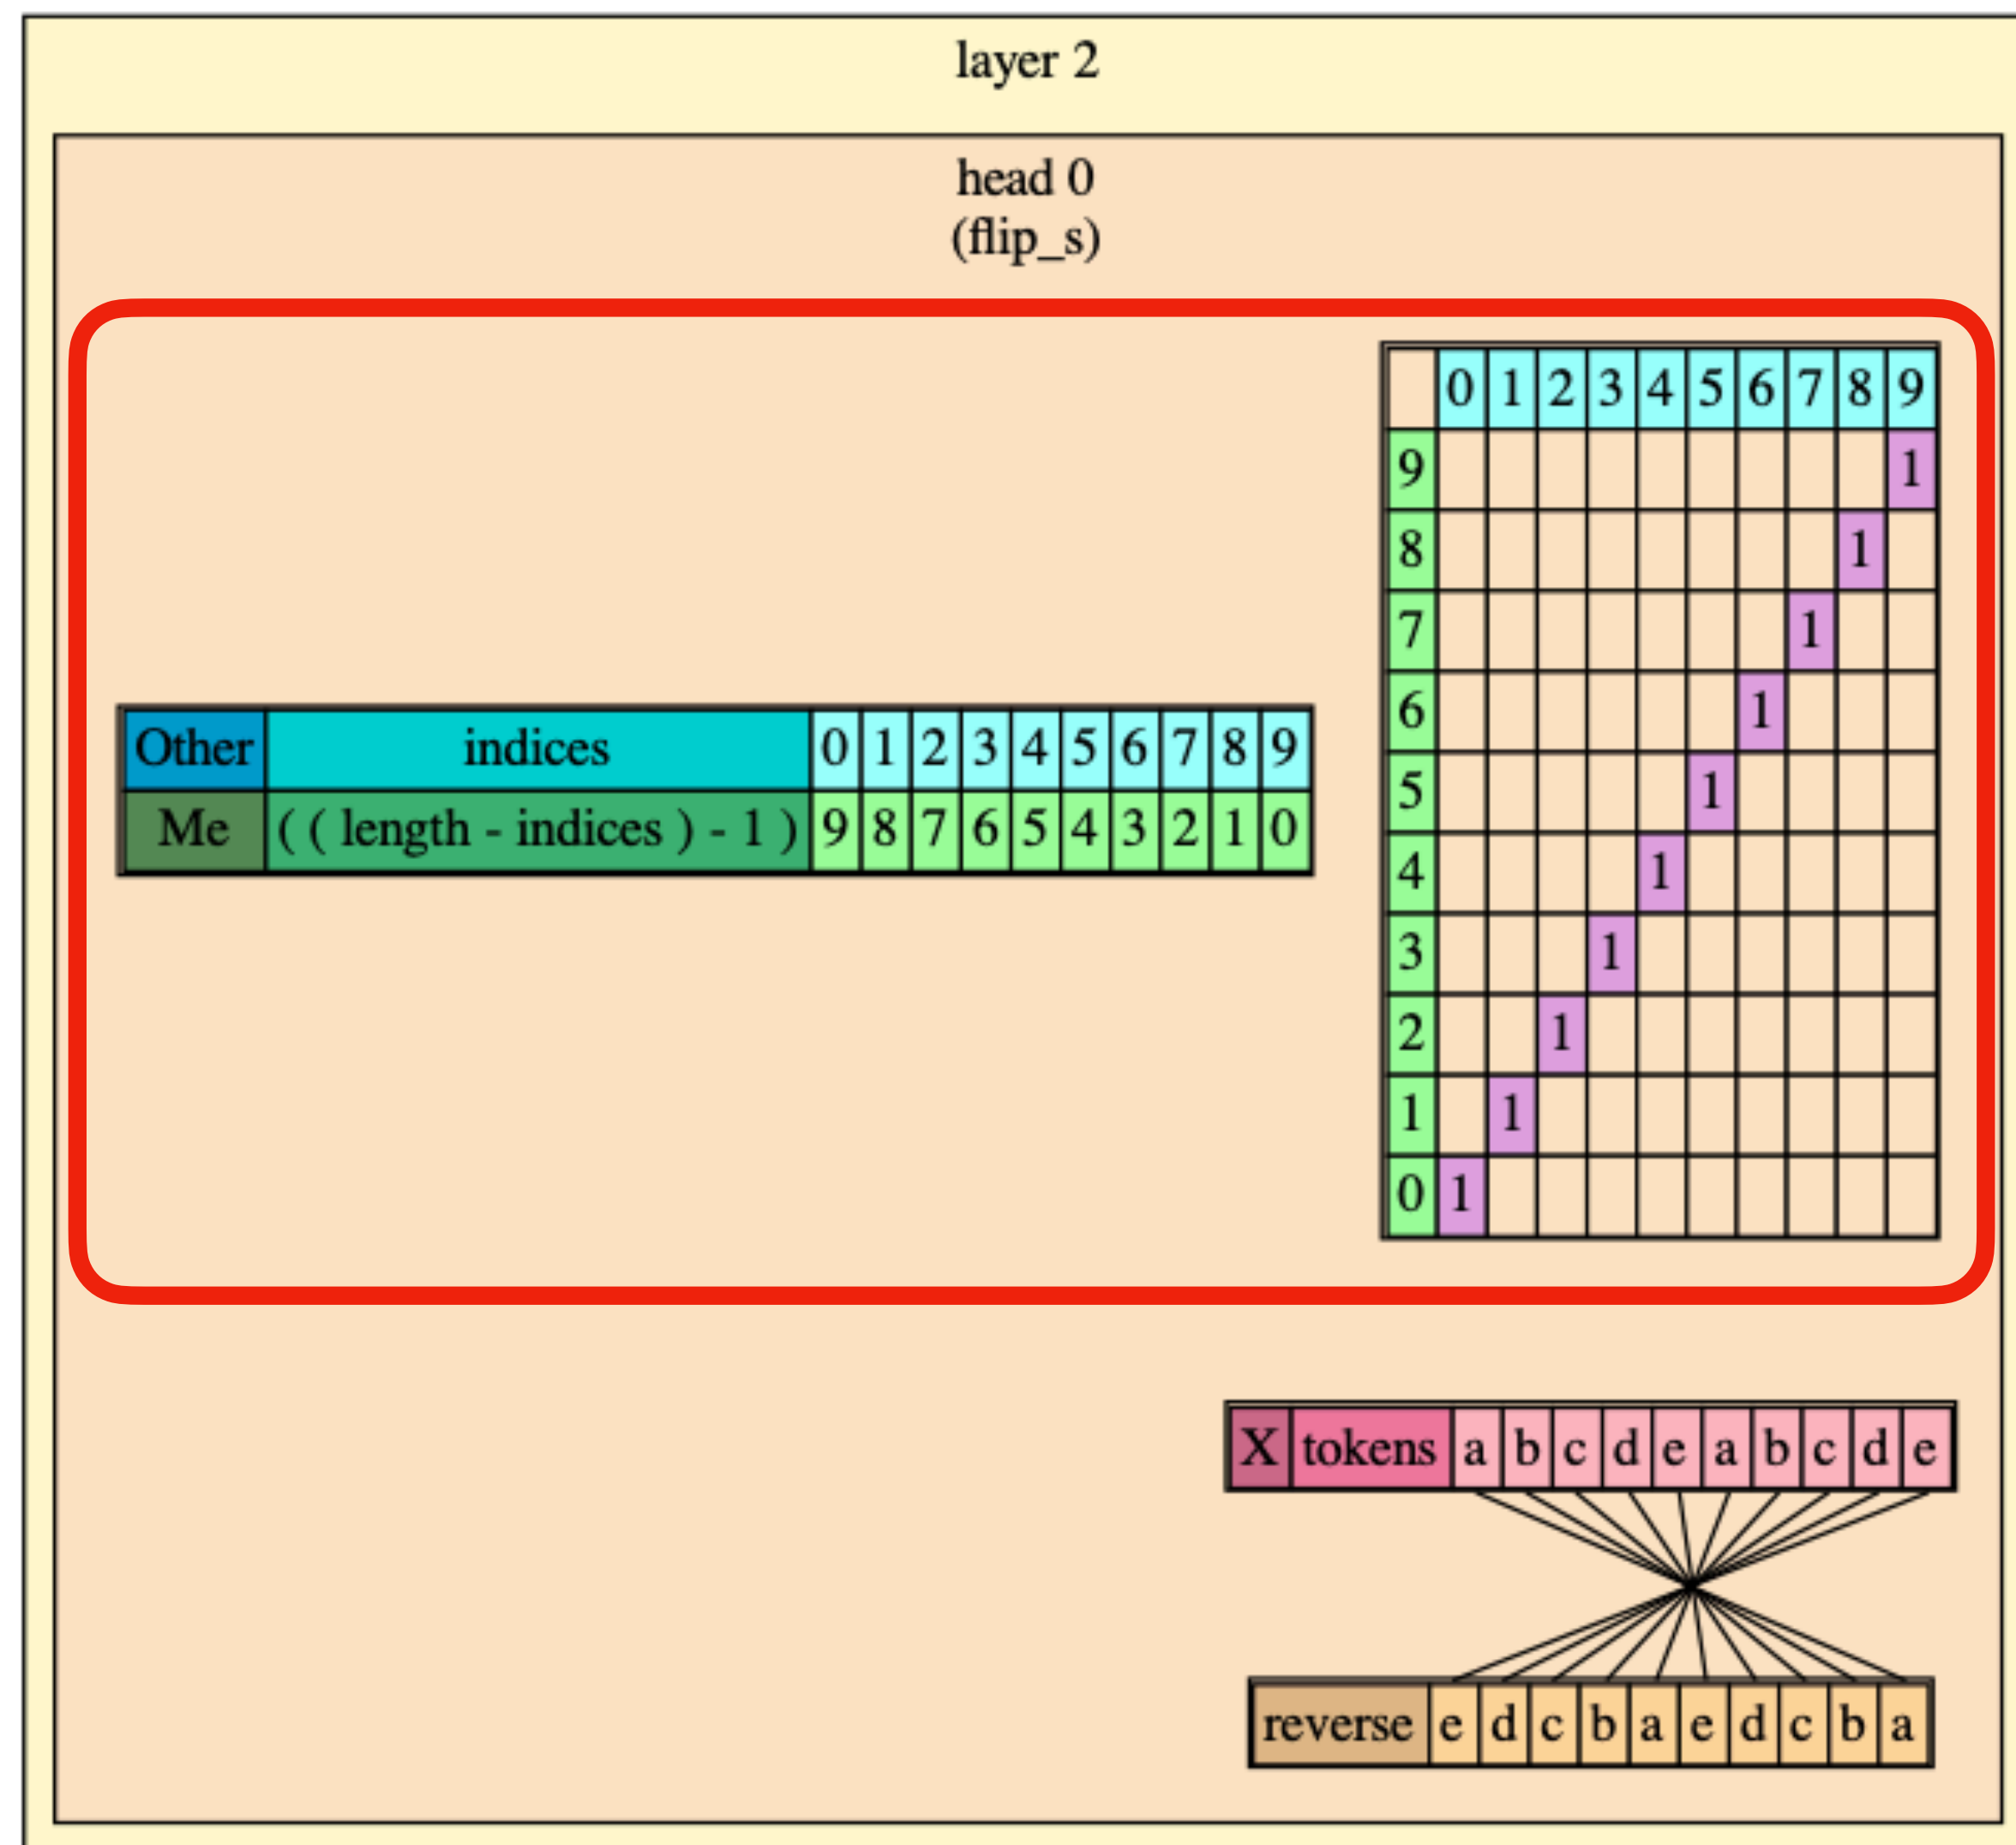 layer 2
head 0
(flip_s)
0 1 2 3 4 5 6 7 8 9
9 1
8 1
7 1
6 1
5 1
4 1
3 1
2 1
1 1
0 1
Other indices 0 1 2 3 4 5 6 7 8 9
Me ( ( length - indices ) - 1 ) 9 8 7 6 5 4 3 2 1 0
X tokens a b c d e a b c d e
reverse e d c b a e d c b a